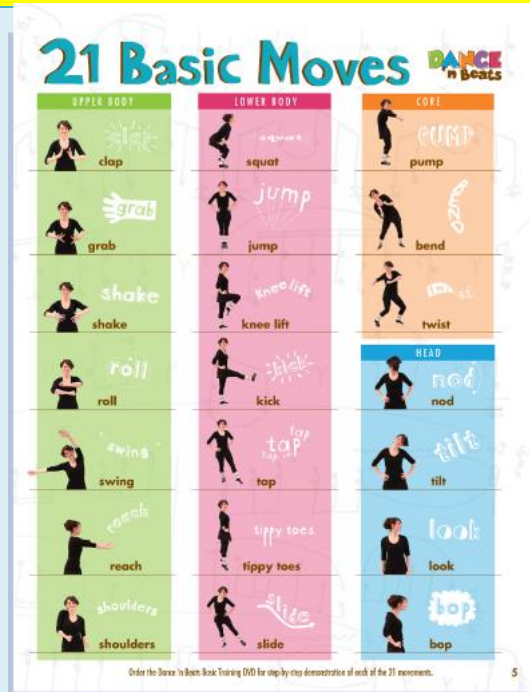 21 Basic Moves
DANCE
'n Beats
UPPER BODY
clap
clap
grab
grab
shake
shake
roll
roll
swing
swing
reach
reach
shoulders
shoulders
LOWER BODY
squat
squat
jump
jump
knee lift
knee lift
kick
kick
tap
tap
tap
tap
tippy toes
tippy toes
slide
slide
CORE
PUMP
pump
bend
bend
twist
twist
HEAD
nod
nod
tilt
tilt
look
look
bop
bop
Order the Dance 'n Beats Basic Training DVD for step-by-step demonstration of each of the 21 movements.
5